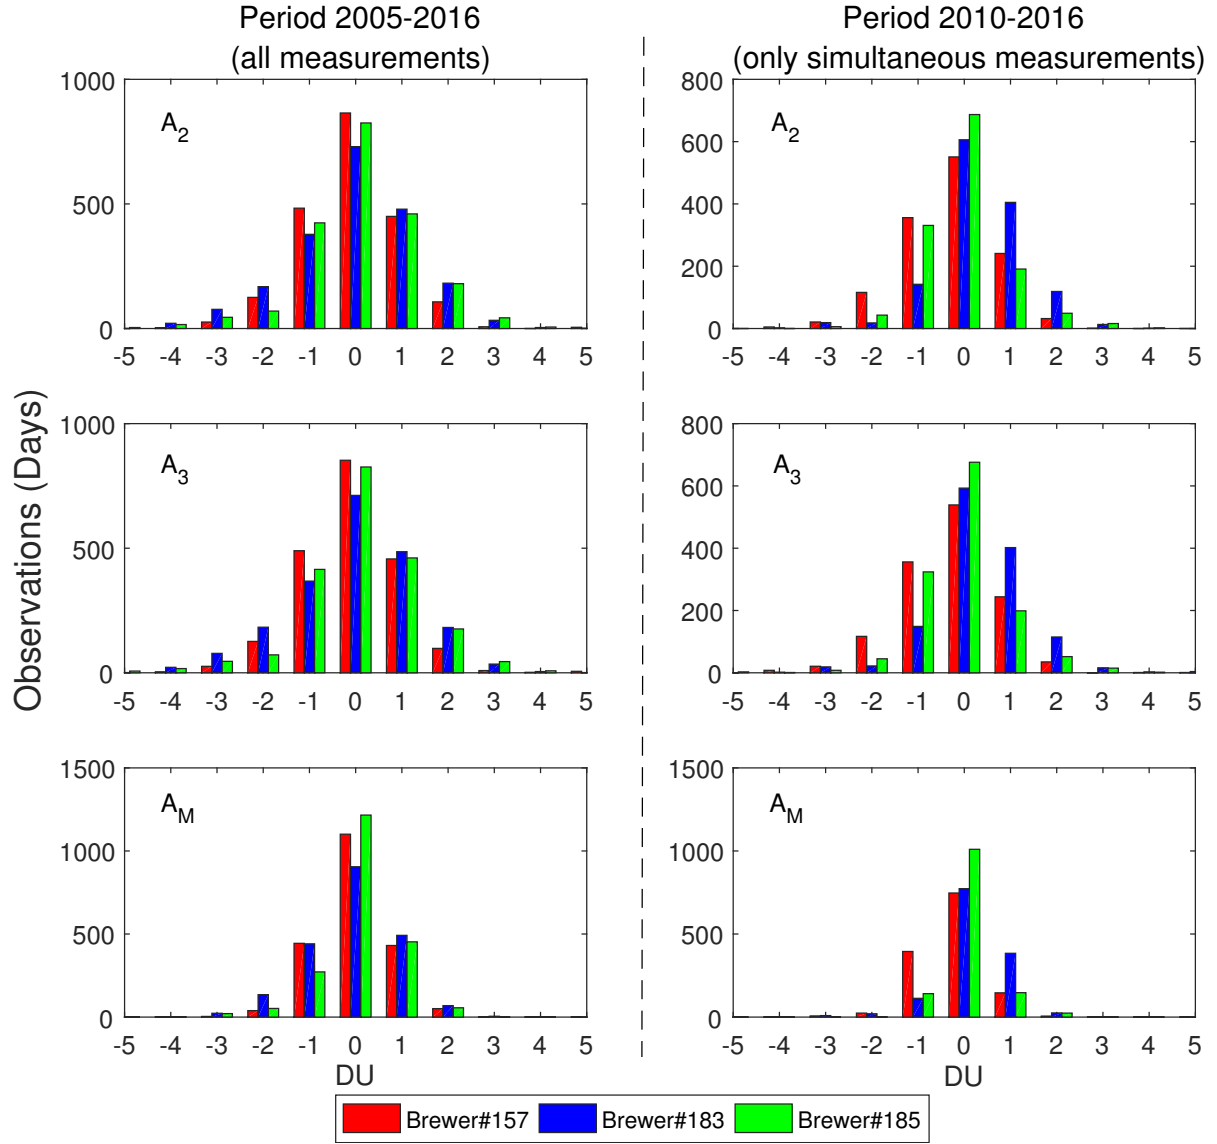 Period 2005-2016
(all measurements)
Period 2010-2016
(only simultaneous measurements)
Observations (Days)
A2
1000
500
0
-5 -4 -3 -2 -1 0 1 2 3 4 5
A2
800
600
400
200
0
-5 -4 -3 -2 -1 0 1 2 3 4 5
A3
1000
500
0
-5 -4 -3 -2 -1 0 1 2 3 4 5
A3
800
600
400
200
0
-5 -4 -3 -2 -1 0 1 2 3 4 5
AM
1500
1000
500
0
-5 -4 -3 -2 -1 0 1 2 3 4 5
DU
AM
1500
1000
500
0
-5 -4 -3 -2 -1 0 1 2 3 4 5
DU
Brewer#157 Brewer#183 Brewer#185